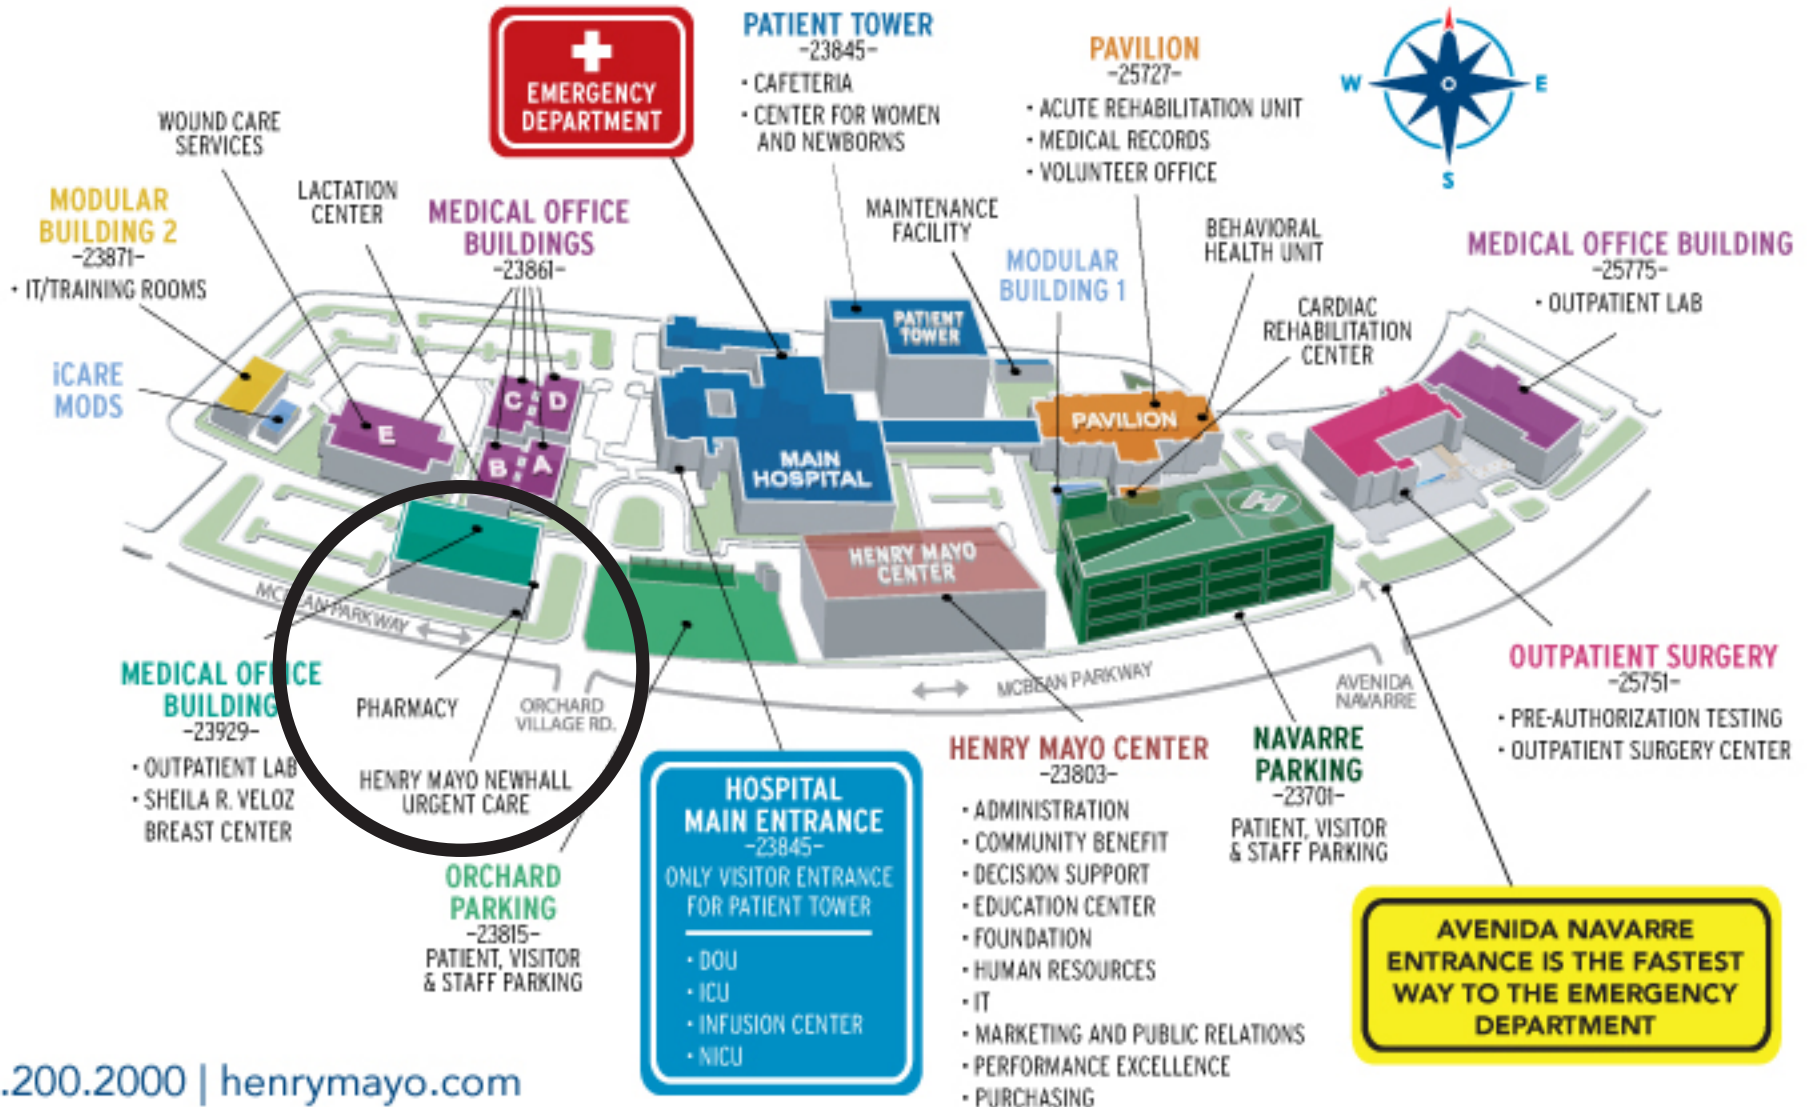 EMERGENCY
DEPARTMENT
PATIENT TOWER
-23845-
• CAFETERIA
• CENTER FOR WOMEN
AND NEWBORNS
PAVILION
-25727-
• ACUTE REHABILITATION UNIT
• MEDICAL RECORDS
• VOLUNTEER OFFICE
W
E
S
WOUND CARE
SERVICES
LACTATION
CENTER
MODULAR
BUILDING 2
-23871-
• IT/TRAINING ROOMS
MEDICAL OFFICE
BUILDINGS
-23861-
MAINTENANCE
FACILITY
MODULAR
BUILDING 1
BEHAVIORAL
HEALTH UNIT
CARDIAC
REHABILITATION
CENTER
MEDICAL OFFICE BUILDING
-25775-
• OUTPATIENT LAB
iCARE
MODS
PATIENT
TOWER
C
D
E
B
A
PAVILION
MAIN
HOSPITAL
H
HENRY MAYO
CENTER
MCBEAN PARKWAY
MCBEAN PARKWAY
ORCHARD
VILLAGE RD.
AVENIDA
NAVARRE
MEDICAL OFFICE
BUILDING
-23929-
• OUTPATIENT LAB
• SHEILA R. VELOZ
BREAST CENTER
PHARMACY
HENRY MAYO NEWHALL
URGENT CARE
ORCHARD
PARKING
-23815-
PATIENT, VISITOR
& STAFF PARKING
HOSPITAL
MAIN ENTRANCE
-23845-
ONLY VISITOR ENTRANCE
FOR PATIENT TOWER
• DOU
• ICU
• INFUSION CENTER
• NICU
HENRY MAYO CENTER
-23803-
• ADMINISTRATION
• COMMUNITY BENEFIT
• DECISION SUPPORT
• EDUCATION CENTER
• FOUNDATION
• HUMAN RESOURCES
• IT
• MARKETING AND PUBLIC RELATIONS
• PERFORMANCE EXCELLENCE
• PURCHASING
NAVARRE
PARKING
-23701-
PATIENT, VISITOR
& STAFF PARKING
OUTPATIENT SURGERY
-25751-
• PRE-AUTHORIZATION TESTING
• OUTPATIENT SURGERY CENTER
AVENIDA NAVARRE
ENTRANCE IS THE FASTEST
WAY TO THE EMERGENCY
DEPARTMENT
.200.2000 | henrymayo.com